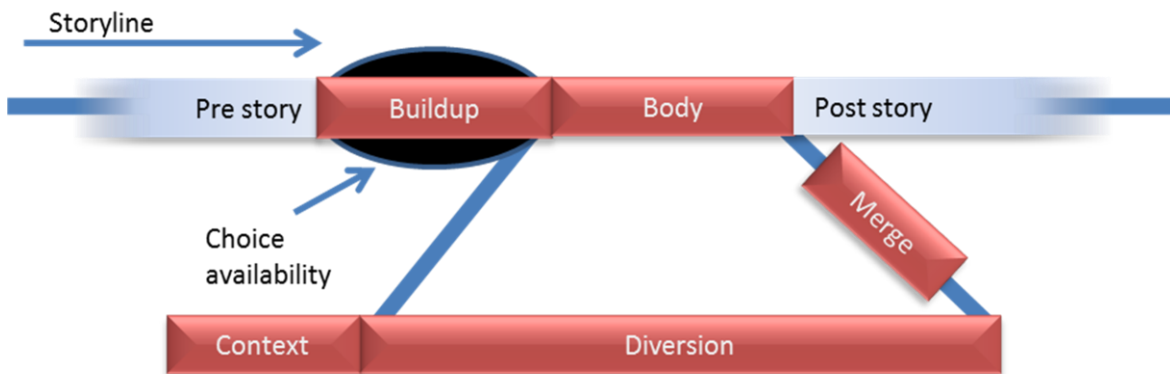 Storyline
Pre story
Buildup
Body
Post story
Merge
Choice
availability
Context
Diversion